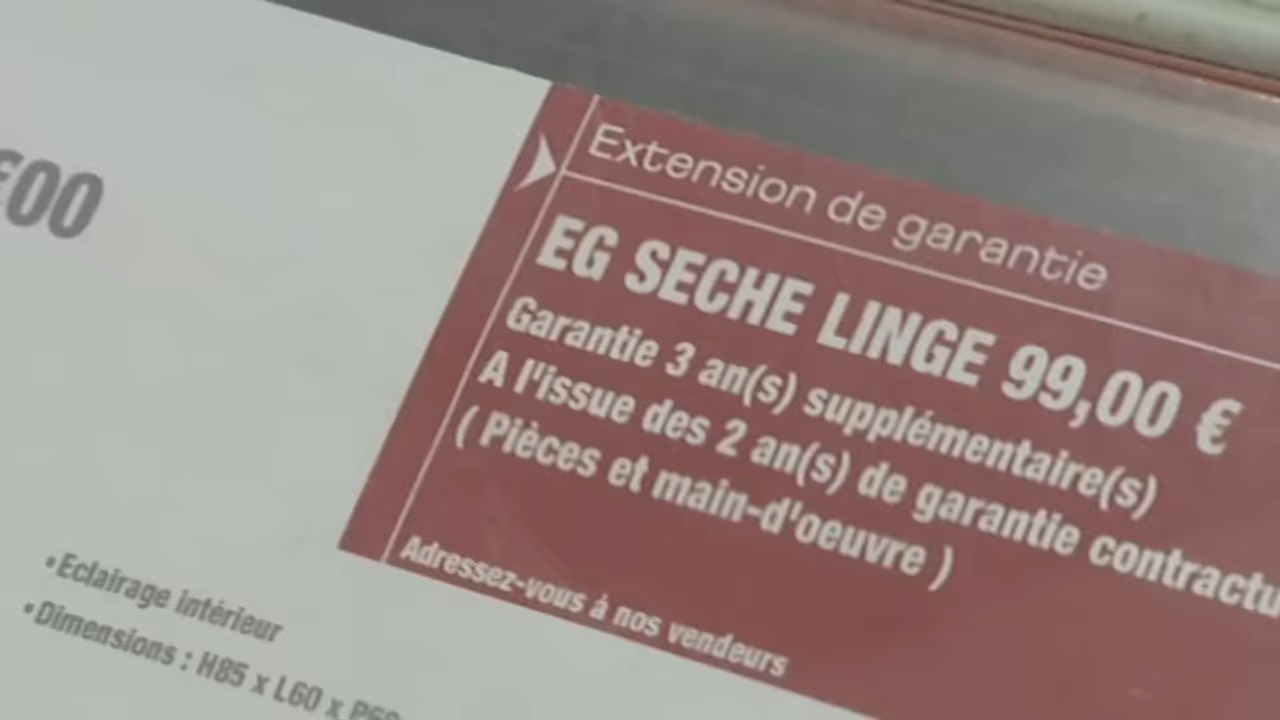 €00
Extension de garantie
EG SECHE LINGE 99,00 €
Garantie 3 an(s) supplémentaire(s)
A l'issue des 2 an(s) de garantie
( Pièces et main-d'oeuvre )
Adressez-vous à nos vendeurs
•Eclairage intérieur
•Dimensions : H85 x L60 x